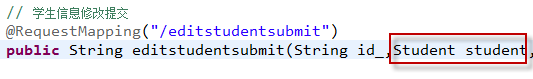 // 学生信息修改提交
@RequestMapping("/editstudentsubmit")
public String editstudentsubmit(String id_,Student student,